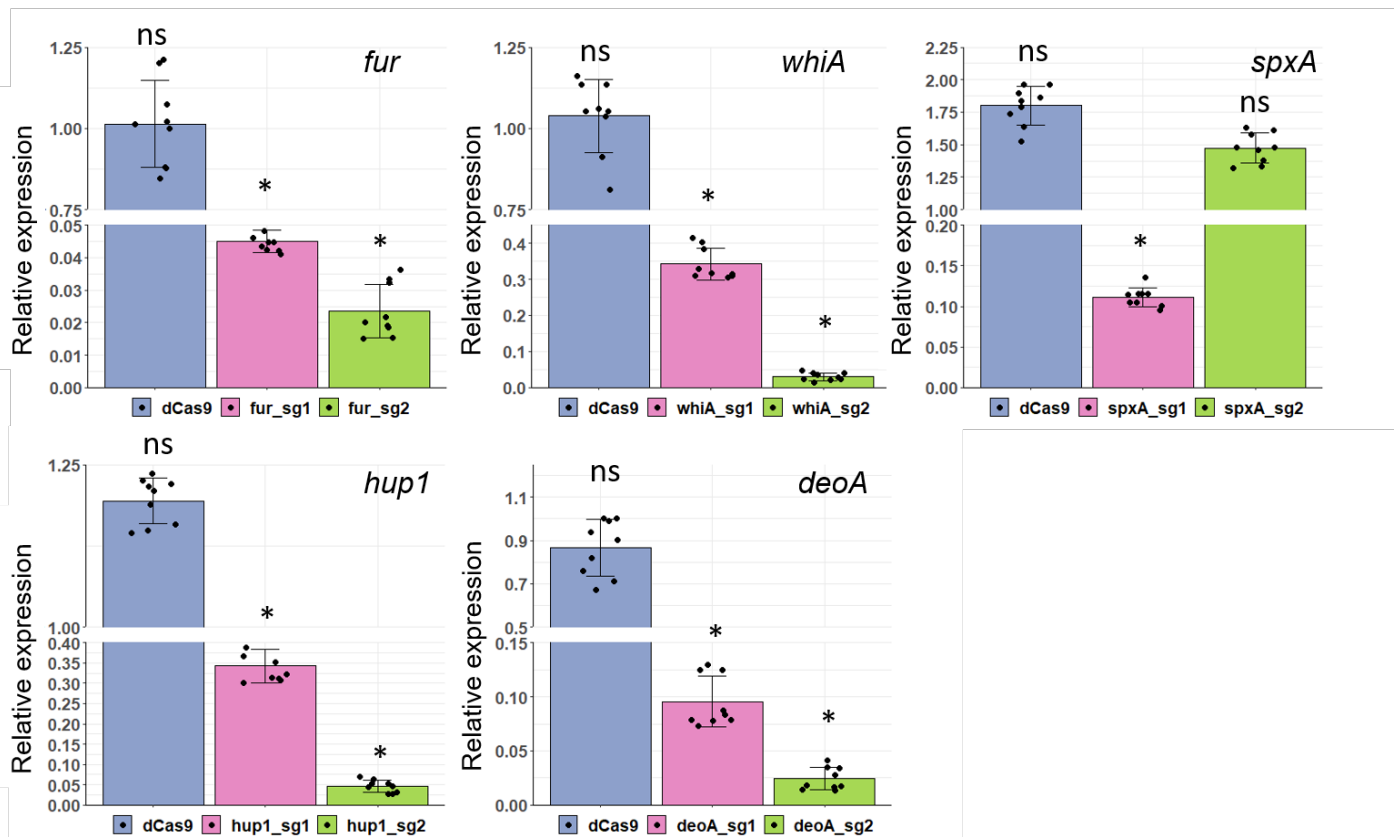 ns
fur
1.25
1.00
0.75
Relative expression
*
*
0.05
0.04
0.03
0.02
0.01
0.00
dCas9 fur_sg1 fur_sg2
ns
whiA
1.25
1.00
0.75
Relative expression
*
*
0.4
0.3
0.2
0.1
0.0
dCas9 whiA_sg1 whiA_sg2
ns
spxA
ns
2.25
2.00
1.75
1.50
1.25
1.00
Relative expression
*
0.20
0.15
0.10
0.05
0.00
dCas9 spxA_sg1 spxA_sg2
ns
hup1
1.25
1.00
Relative expression
*
*
0.40
0.35
0.30
0.25
0.20
0.15
0.10
0.05
0.00
dCas9 hup1_sg1 hup1_sg2
ns
deoA
1.1
0.9
0.7
0.5
Relative expression
*
*
0.15
0.10
0.05
0.00
dCas9 deoA_sg1 deoA_sg2